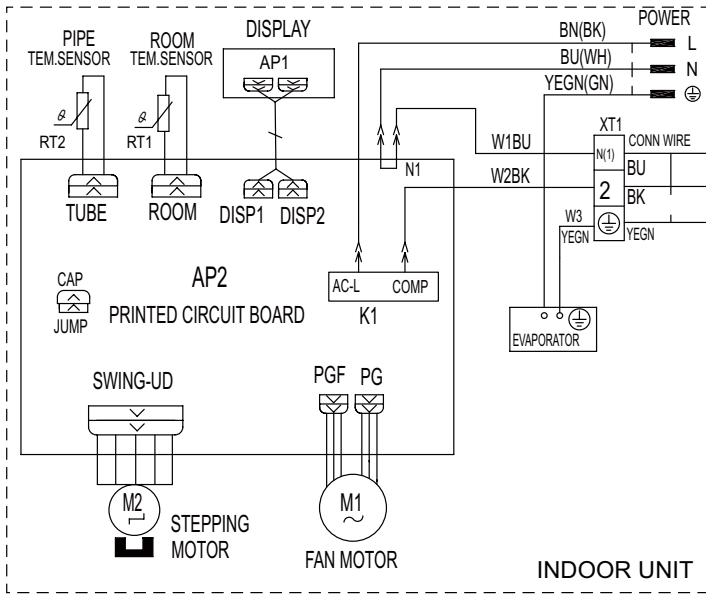 PIPE
TEM.SENSOR
ROOM
TEM.SENSOR
DISPLAY
AP1
BN(BK)
POWER
L
BU(WH)
N
YEGN(GN)
RT2
RT1
XT1
W1BU
N(1)
CONN WIRE
N1
BU
W2BK
2
BK
TUBE
ROOM
DISP1
DISP2
W3
YEGN
YEGN
AP2
CAP
JUMP
PRINTED CIRCUIT BOARD
AC-L
COMP
K1
EVAPORATOR
SWING-UD
PGF
PG
M2
M1
STEPPING
MOTOR
FAN MOTOR
INDOOR UNIT